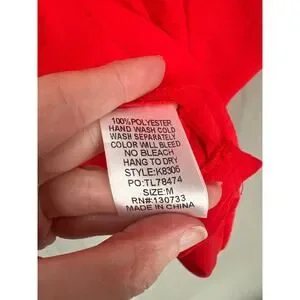 100% POLYESTER
HAND WASH COLD
WASH SEPARATELY.
COLOR WILL BLEED
NO BLEACH
HANG TO DRY
STYLE:K8306
PO:TL78474
SIZE:M
RN#:130733
MADE IN CHINA